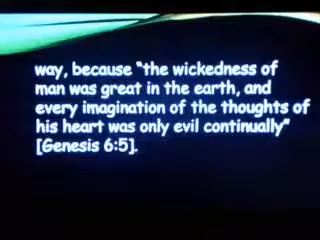 way, because “the wickedness of
man was great in the earth, and
every imagination of the thoughts of
his heart was only evil continually”
[Genesis 6:5].